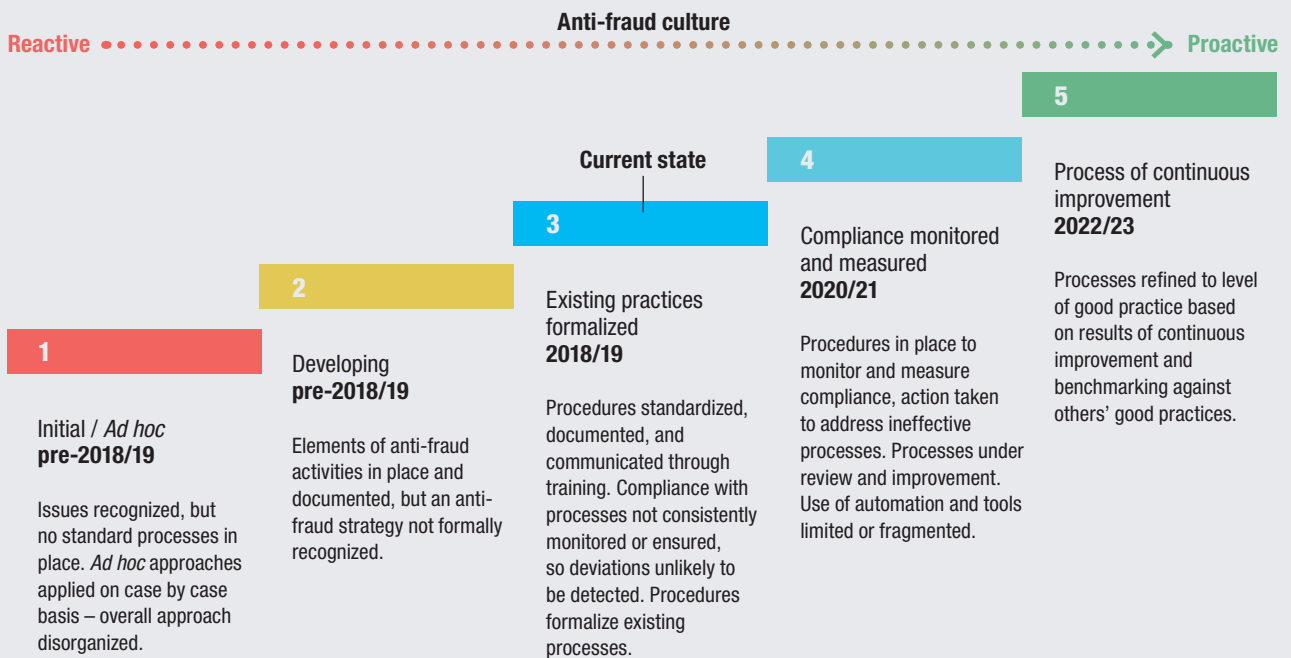 Anti-fraud culture
Reactive
Proactive
5
4
Current state
Process of continuous
improvement
2022/23
3
Compliance monitored
and measured
2020/21
Processes refined to level
of good practice based
on results of continuous
improvement and
benchmarking against
others’ good practices.
2
Existing practices
formalized
2018/19
Procedures in place to
monitor and measure
compliance, action taken
to address ineffective
processes. Processes under
review and improvement.
Use of automation and tools
limited or fragmented.
1
Developing
pre-2018/19
Procedures standardized,
documented, and
communicated through
training. Compliance with
processes not consistently
monitored or ensured,
so deviations unlikely to
be detected. Procedures
formalize existing
processes.
Initial / Ad hoc
pre-2018/19
Elements of anti-fraud
activities in place and
documented, but an anti-
fraud strategy not formally
recognized.
Issues recognized, but
no standard processes in
place. Ad hoc approaches
applied on case by case
basis – overall approach
disorganized.